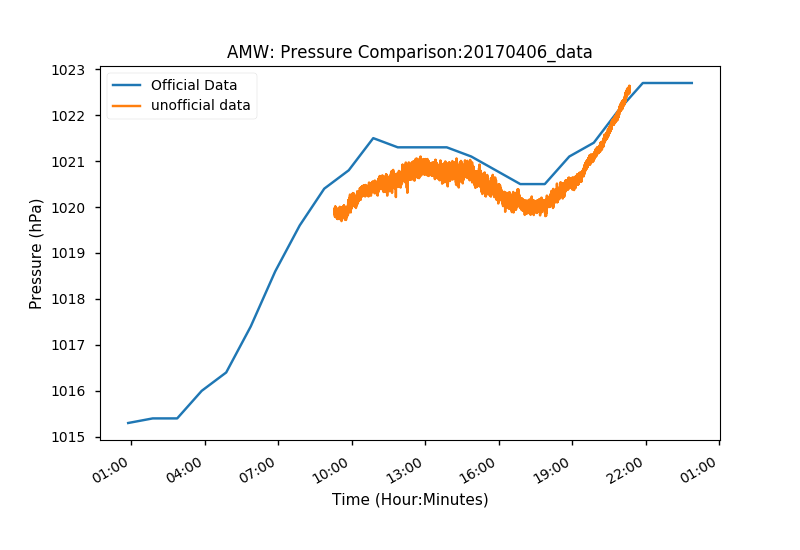 AMW: Pressure Comparison:20170406_data
Official Data
unofficial data
1023
1022
1021
1020
1019
1018
1017
1016
1015
Pressure (hPa)
01:00 04:00 07:00 10:00 13:00 16:00 19:00 22:00 01:00
Time (Hour:Minutes)